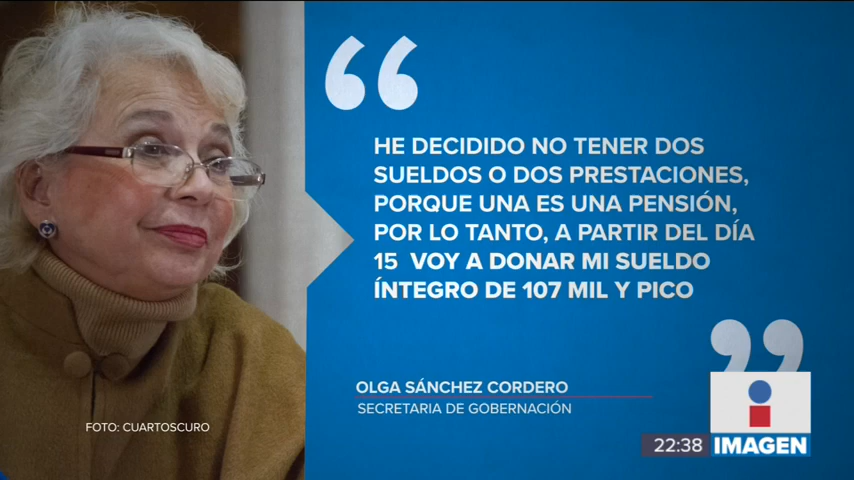 HE DECIDIDO NO TENER DOS
SUELDOS O DOS PRESTACIONES,
PORQUE UNA ES UNA PENSIÓN,
POR LO TANTO, A PARTIR DEL DÍA
15 VOY A DONAR MI SUELDO
ÍNTEGRO DE 107 MIL Y PICO
OLGA SÁNCHEZ CORDERO
SECRETARIA DE GOBERNACIÓN
FOTO: CUARTOSCURO
22:38 IMAGEN